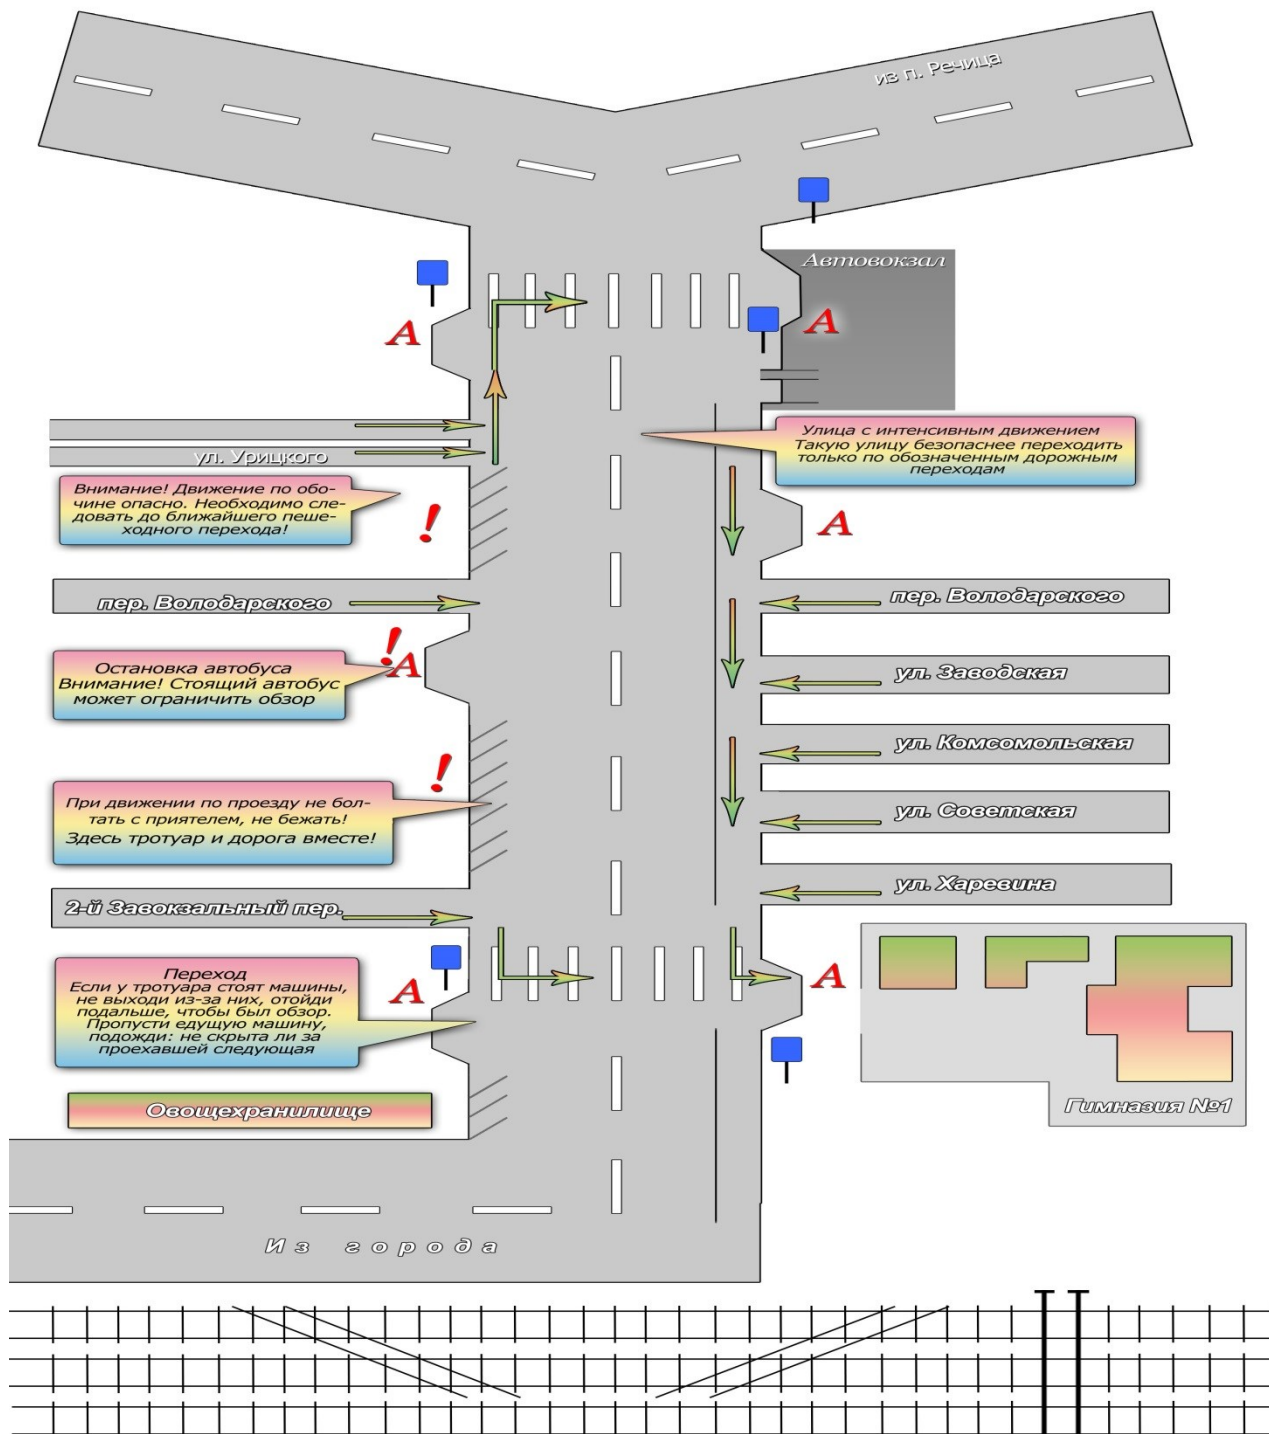 из п. Речица
Автовокзал
А
А
Улица с интенсивным движением
Такую улицу безопаснее переходить
только по обозначенным дорожным
переходам
ул. Урицкого
Внимание! Движение по обо-
чине опасно. Необходимо сле-
довать до ближайшего пеше-
ходного перехода!
!
А
пер. Володарского
пер. Володарского
!
А
Остановка автобуса
Внимание! Стоящий автобус
может ограничить обзор
ул. Заводская
ул. Комсомольская
!
При движении по проезду не бол-
тать с приятелем, не бежать!
Здесь тротуар и дорога вместе!
ул. Советская
ул. Харевина
2-й Завокзальный пер.
Переход
Если у тротуара стоят машины,
не выходи из-за них, отойди
подальше, чтобы был обзор.
Пропусти едущую машину,
подожди: не скрыта ли за
проехавшей следующая
А
А
Овощехранилище
Гимназия №1
Из города